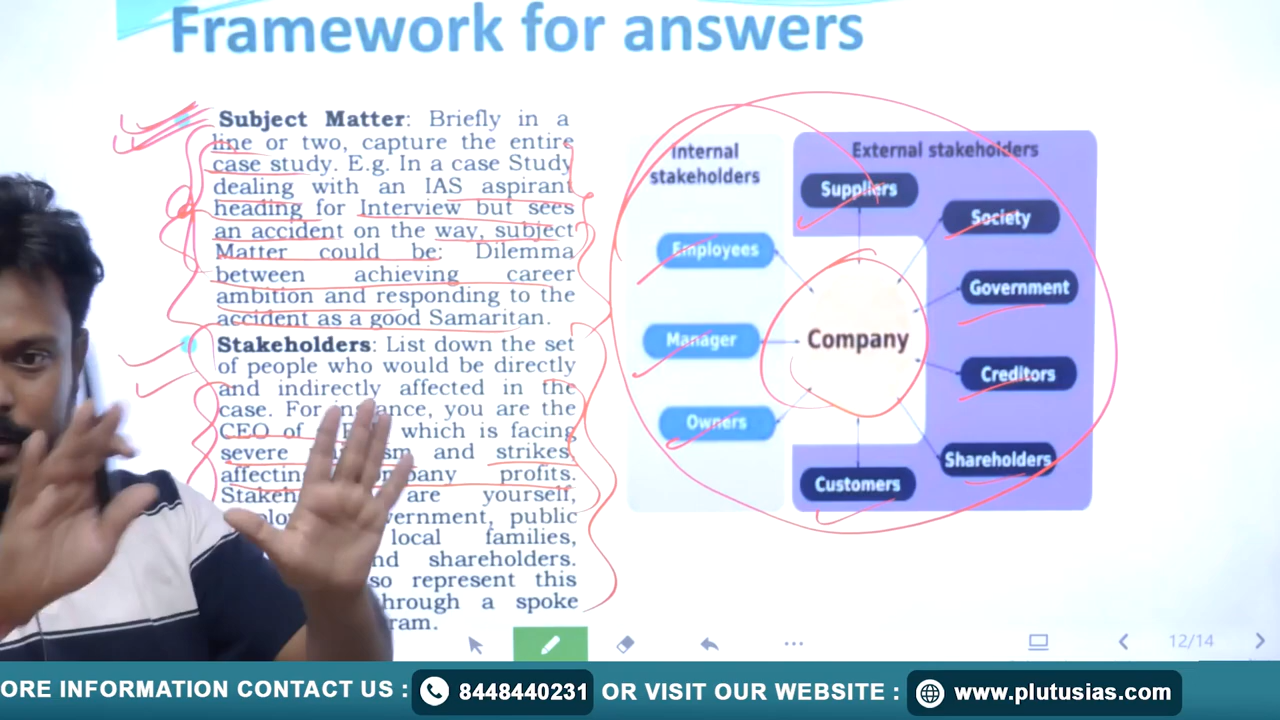 Framework for answers
Subject Matter: Briefly in a
line or two, capture the entire
case study. E.g. In a case Study
dealing with an IAS aspirant
heading for Interview but sees
an accident on the way, subject
Matter could be: Dilemma
between achieving career
ambition and responding to the
accident as a good Samaritan.
Stakeholders: List down the set
of people who would be directly
and indirectly affected in the
case. For instance, you are the
CEO of which is facing
severe and strikes,
affecting profits.
are yourself,
public
local families,
shareholders.
represent this
through a spoke
Internal
stakeholders
Employees
Manager
Owners
External stakeholders
Suppliers
Society
Government
Company
Creditors
Shareholders
Customers
12/14
ORE INFORMATION CONTACT US : 8448440231 OR VISIT OUR WEBSITE : www.plutusias.com